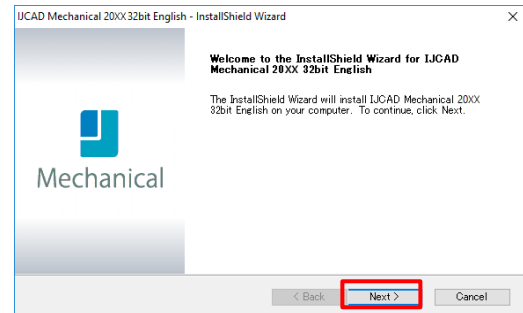 IJCAD Mechanical 20XX 32bit English - InstallShield Wizard
Welcome to the InstallShield Wizard for IJCAD
Mechanical 20XX 32bit English
The InstallShield Wizard will install IJCAD Mechanical 20XX
32bit English on your computer. To continue, click Next.
Mechanical
< Back
Next >
Cancel